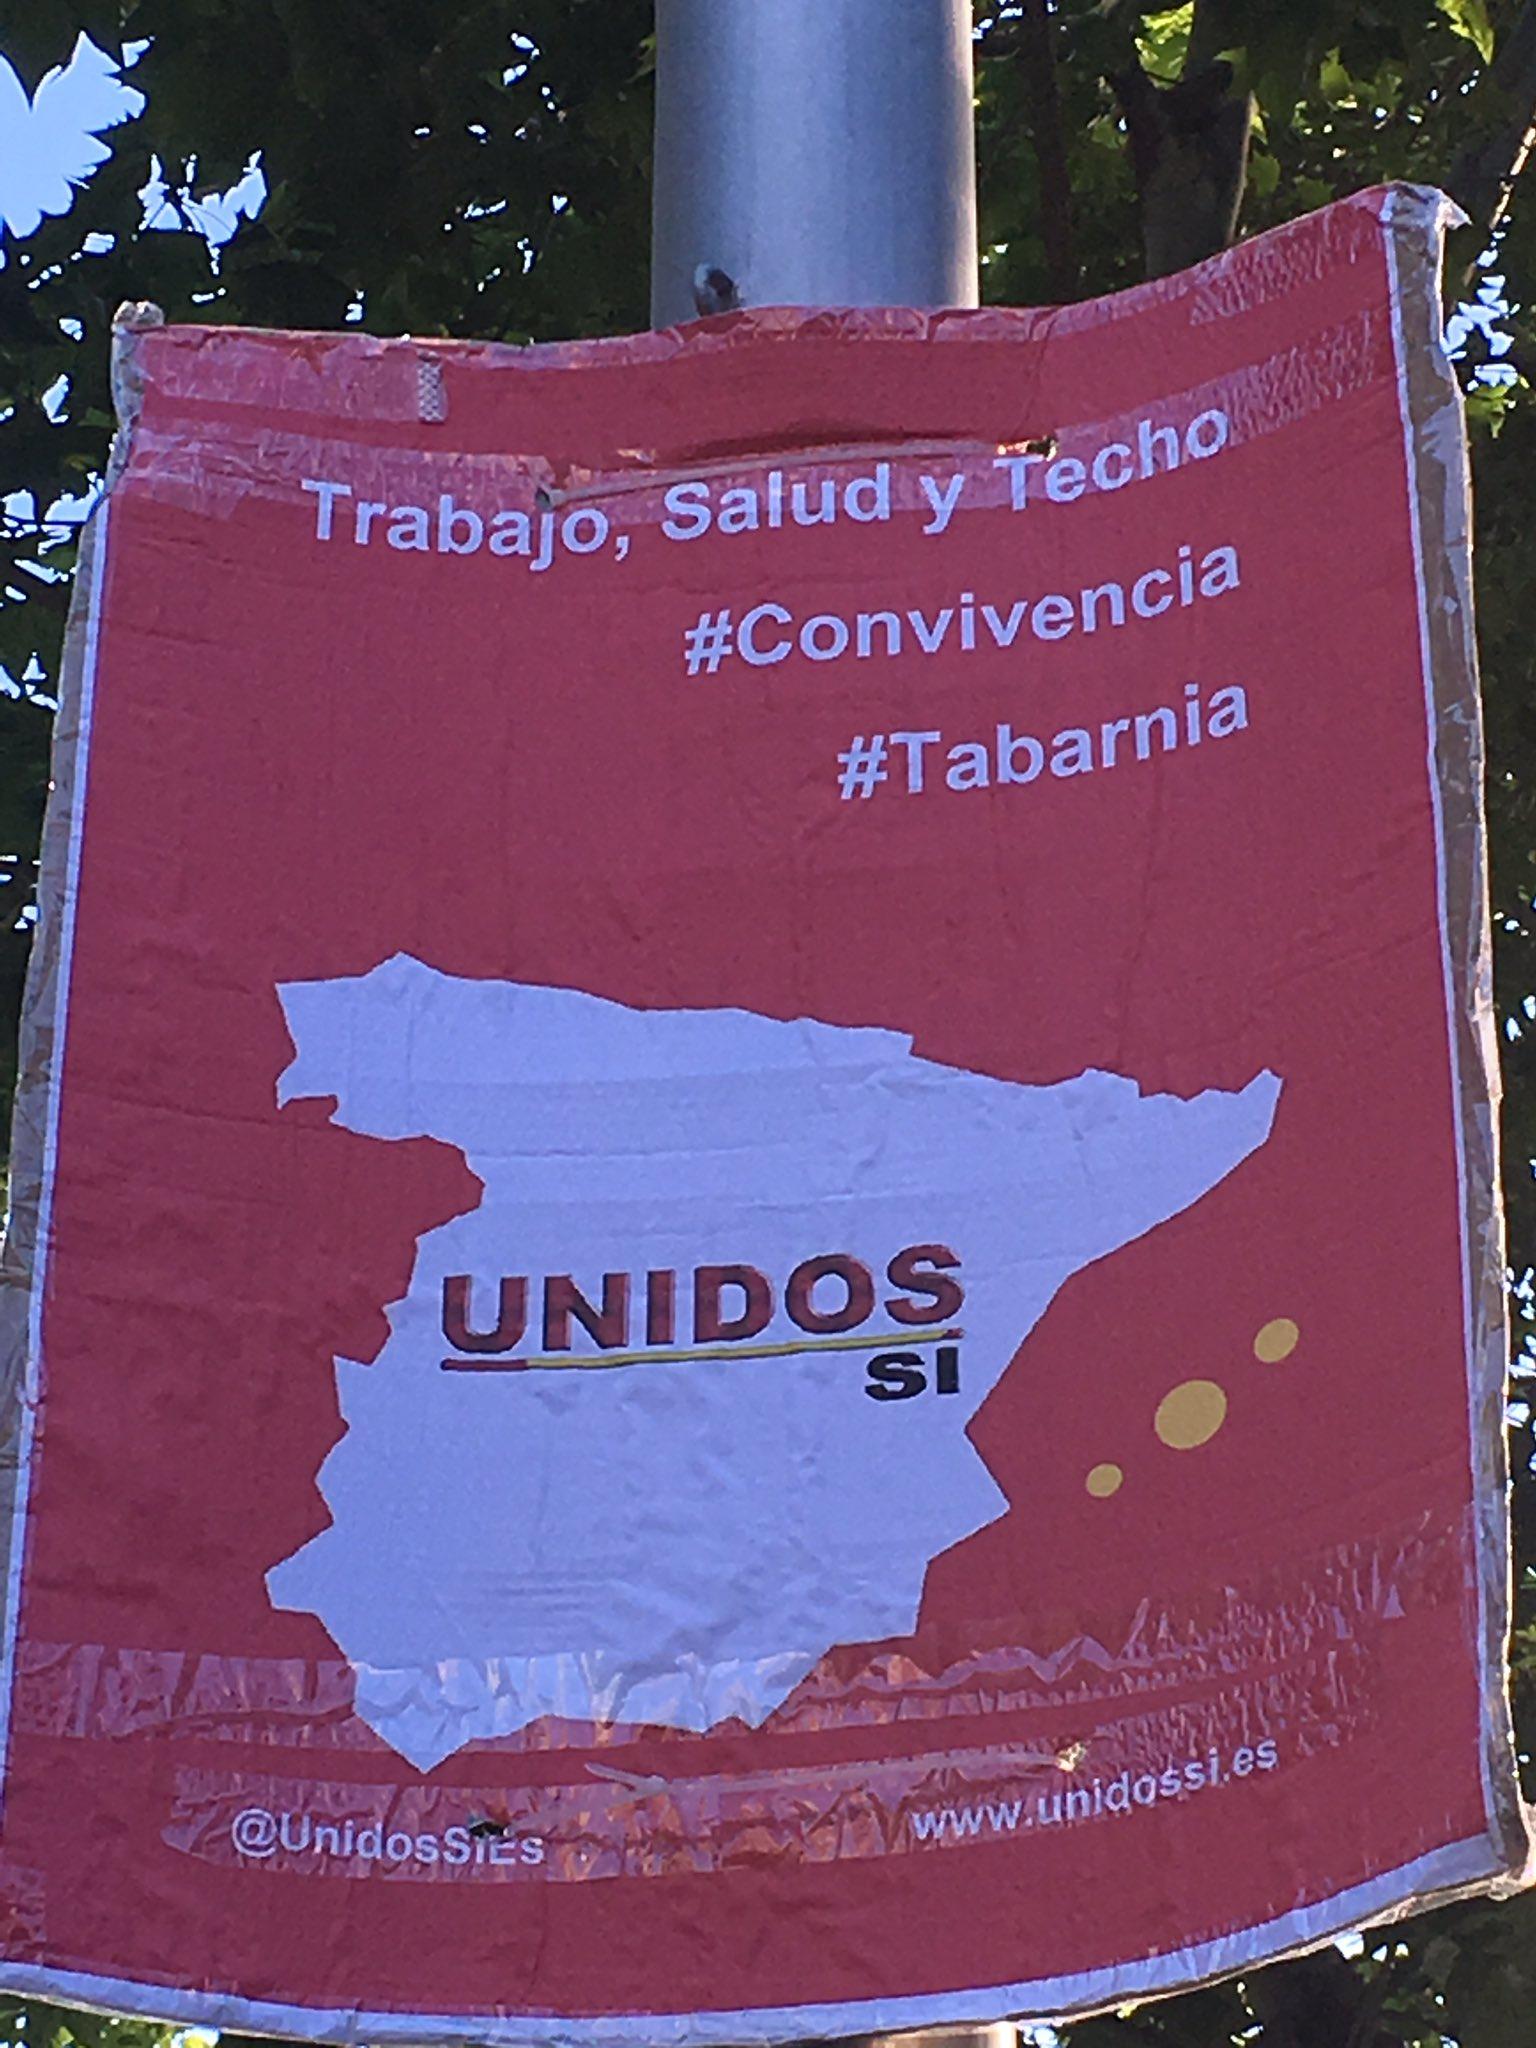 Trabajo, Salud y Techo
#Convivencia
#Tabarnia
UNIDOS
SI
@UnidosSiEs
www.unidossi.es